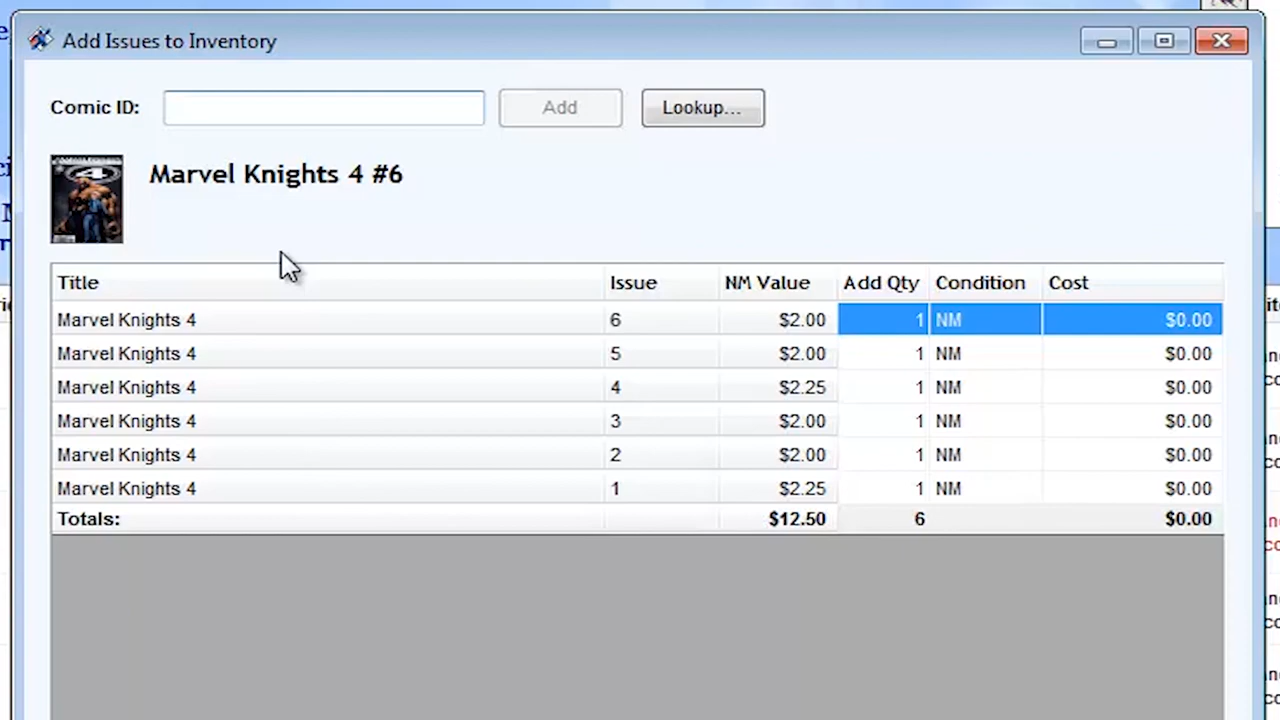 Add Issues to Inventory
Comic ID: Add Lookup...
Marvel Knights 4 #6
Title Issue NM Value Add Qty Condition Cost
Marvel Knights 4 6 $2.00 1 NM $0.00
Marvel Knights 4 5 $2.00 1 NM $0.00
Marvel Knights 4 4 $2.25 1 NM $0.00
Marvel Knights 4 3 $2.00 1 NM $0.00
Marvel Knights 4 2 $2.00 1 NM $0.00
Marvel Knights 4 1 $2.25 1 NM $0.00
Totals: $12.50 6 $0.00